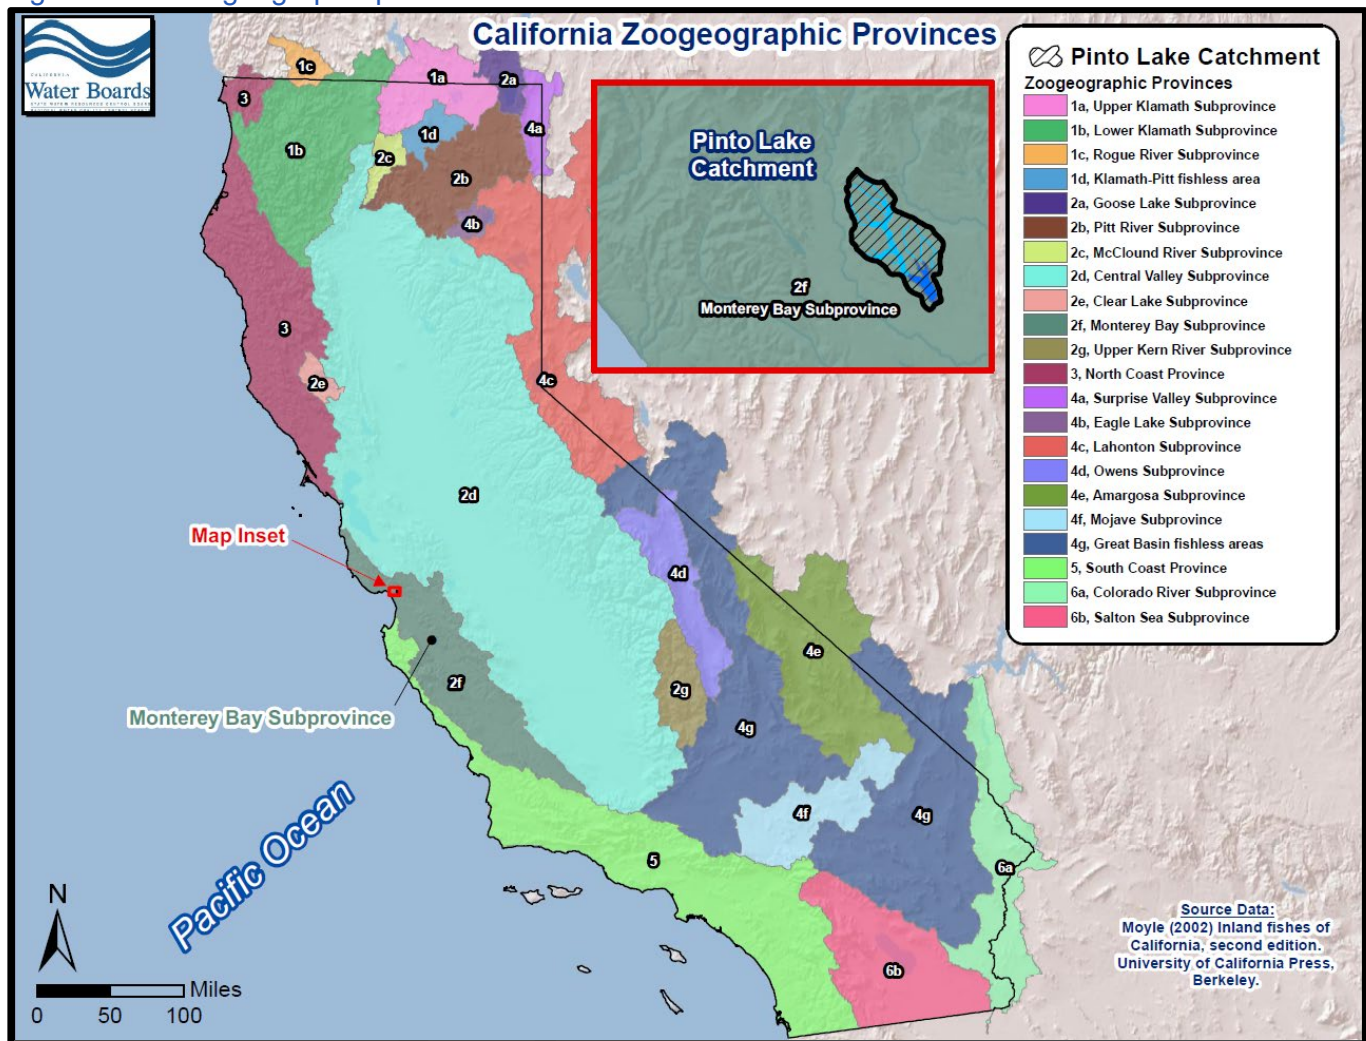 California Zoogeographic Provinces
CALIFORNIA
Water Boards
Pinto Lake Catchment
Zoogeographic Provinces
1a, Upper Klamath Subprovince
1b, Lower Klamath Subprovince
1c, Rogue River Subprovince
1d, Klamath-Pitt fishless area
2a, Goose Lake Subprovince
2b, Pitt River Subprovince
2c, McClound River Subprovince
2d, Central Valley Subprovince
2e, Clear Lake Subprovince
2f, Monterey Bay Subprovince
2g, Upper Kern River Subprovince
3, North Coast Province
4a, Surprise Valley Subprovince
4b, Eagle Lake Subprovince
4c, Lahonton Subprovince
4d, Owens Subprovince
4e, Amargosa Subprovince
4f, Mojave Subprovince
4g, Great Basin fishless areas
5, South Coast Province
6a, Colorado River Subprovince
6b, Salton Sea Subprovince
Pinto Lake
Catchment
2f
Monterey Bay Subprovince
1c
1a
2a
3
4a
1d
1b
2c
2b
4b
3
2e
4c
2d
Map Inset
4d
4e
2f
2g
Monterey Bay Subprovince
4g
4f
4g
5
6a
6b
Pacific Ocean
N
Miles
0 50 100
Source Data:
Moyle (2002) Inland fishes of
California, second edition.
University of California Press,
Berkeley.